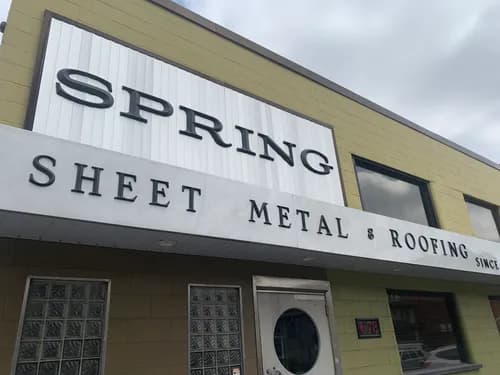 SPRING
SHEET METAL & ROOFING SINCE